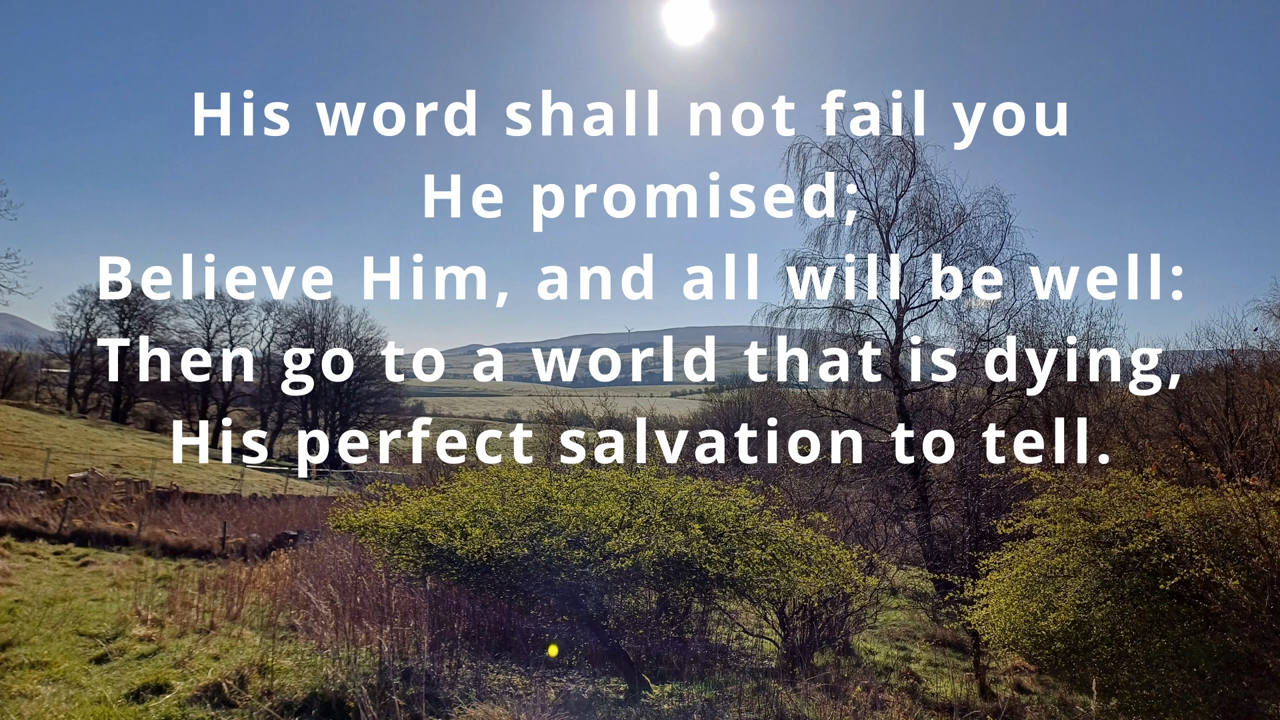 His word shall not fail you
He promised;
Believe Him, and all will be well:
Then go to a world that is dying,
His perfect salvation to tell.